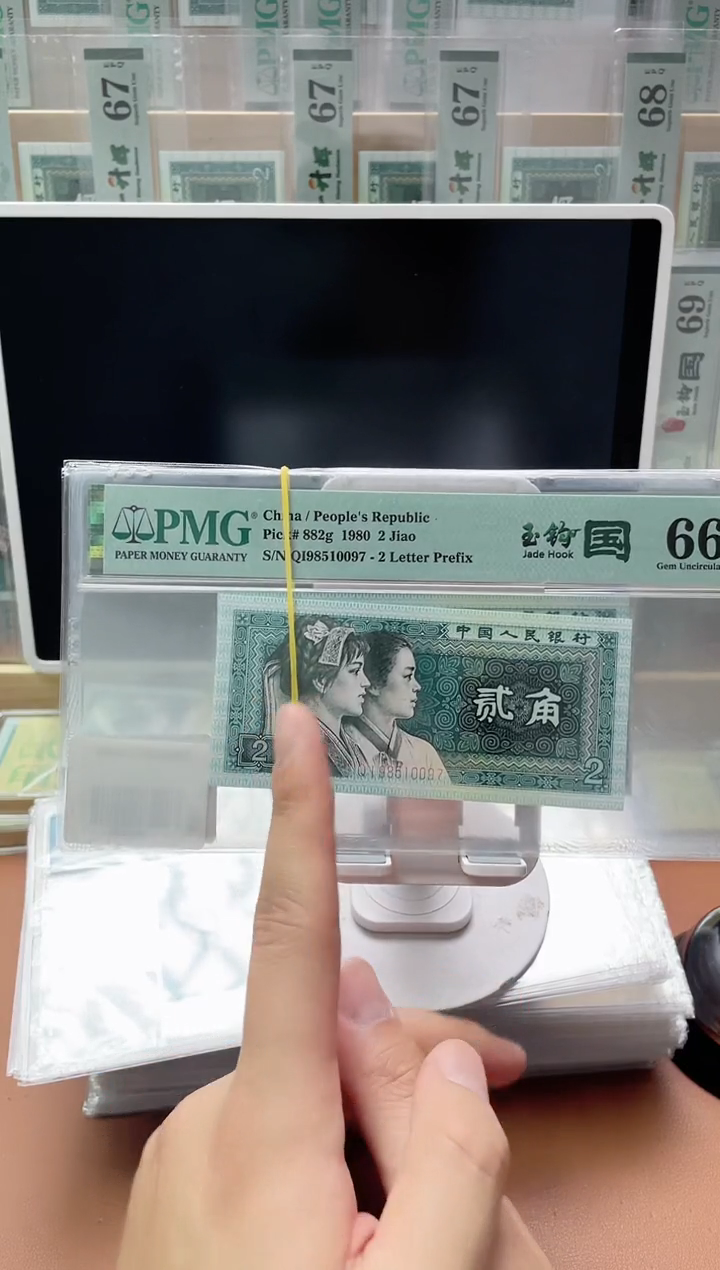 67
67
67
68
69
PMG
PAPER MONEY GUARANTY
China / People's Republic
Pick# 882g 1980 2 Jiao
S/N QI98510097 - 2 Letter Prefix
玉钩 国
Jade Hook
66
Gem Uncircula
中国人民银行
贰角
2
2